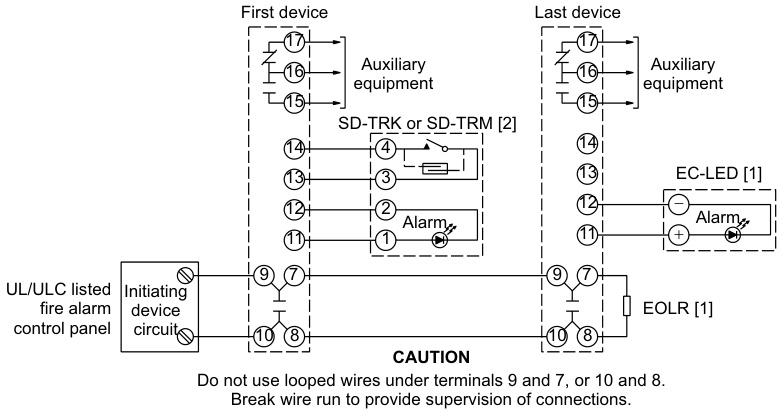 First device
Last device
17
16
15
Auxiliary
equipment
17
16
15
Auxiliary
equipment
SD-TRK or SD-TRM [2]
14
13
12
11
4
3
2
1
Alarm
14
13
12
11
EC-LED [1]
−
+
Alarm
UL/ULC listed
fire alarm
control panel
Initiating
device
circuit
9
7
10
8
9
7
10
8
EOLR [1]
CAUTION
Do not use looped wires under terminals 9 and 7, or 10 and 8.
Break wire run to provide supervision of connections.